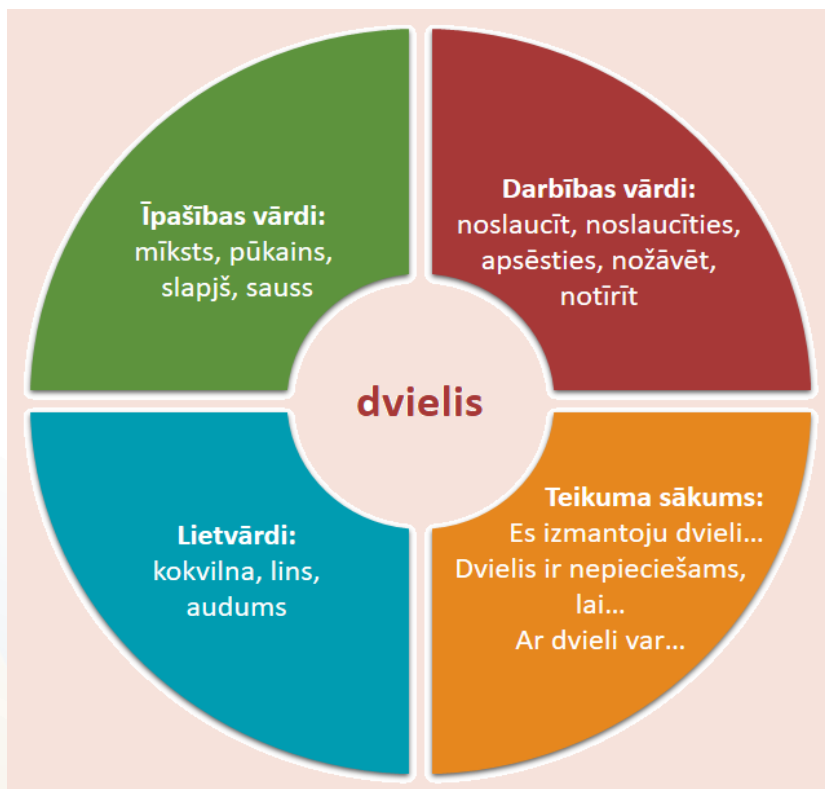 Īpašības vārdi:
mīksts, pūkains,
slapjš, sauss
Darbības vārdi:
noslaucīt, noslaucīties,
apsēsties, nožāvēt,
notīrīt
dvielis
Lietvārdi:
kokvilna, lins,
audums
Teikuma sākums:
Es izmantoju dvieli...
Dvielis ir nepieciešams,
lai...
Ar dvieli var...